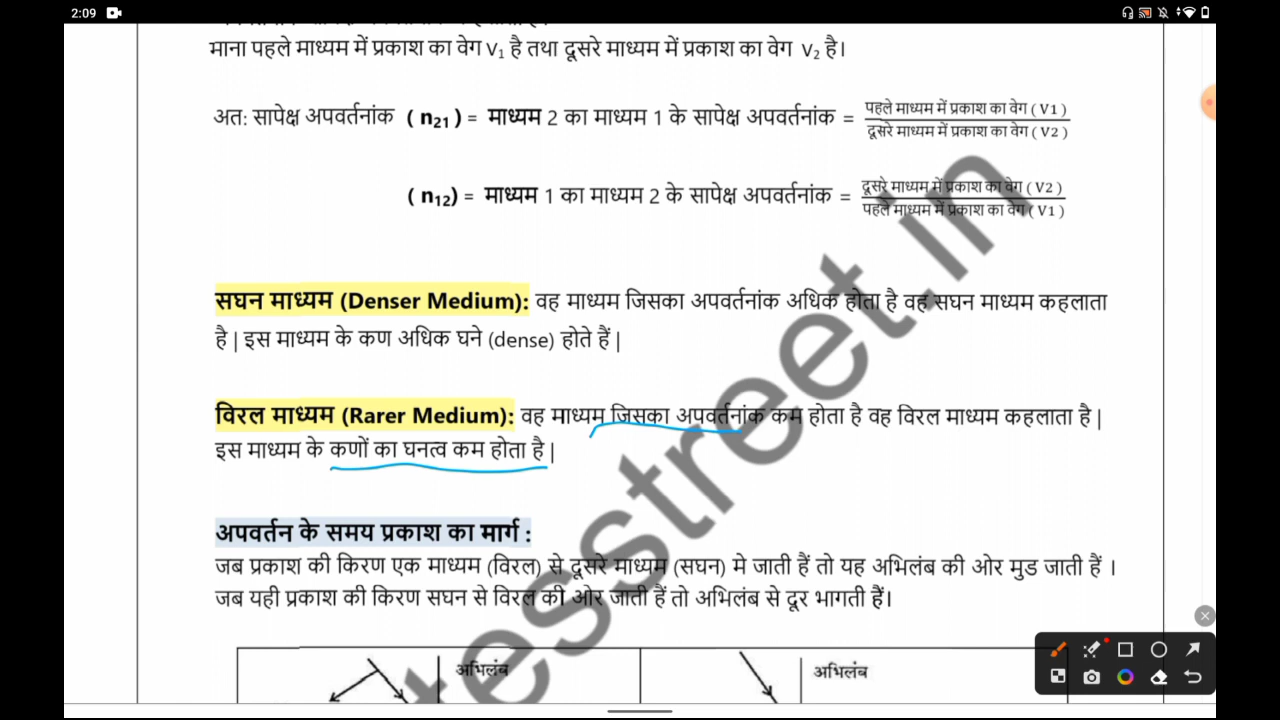 2:09
माना पहले माध्यम में प्रकाश का वेग v₁ है तथा दूसरे माध्यम में प्रकाश का वेग v₂ है।
अत: सापेक्ष अपवर्तनांक ( n₂₁ ) = माध्यम 2 का माध्यम 1 के सापेक्ष अपवर्तनांक = पहले माध्यम में प्रकाश का वेग ( V1 ) / दूसरे माध्यम में प्रकाश का वेग ( V2 )
( n₁₂) = माध्यम 1 का माध्यम 2 के सापेक्ष अपवर्तनांक = दूसरे माध्यम में प्रकाश का वेग ( V2 ) / पहले माध्यम में प्रकाश का वेग ( V1 )
सघन माध्यम (Denser Medium): वह माध्यम जिसका अपवर्तनांक अधिक होता है वह सघन माध्यम कहलाता
है | इस माध्यम के कण अधिक घने (dense) होते हैं |
विरल माध्यम (Rarer Medium): वह माध्यम जिसका अपवर्तनांक कम होता है वह विरल माध्यम कहलाता है |
इस माध्यम के कणों का घनत्व कम होता है |
अपवर्तन के समय प्रकाश का मार्ग :
जब प्रकाश की किरण एक माध्यम (विरल) से दूसरे माध्यम (सघन) मे जाती हैं तो यह अभिलंब की ओर मुड जाती हैं ।
जब यही प्रकाश की किरण सघन से विरल की ओर जाती हैं तो अभिलंब से दूर भागती हैं।
अभिलंब अभिलंब
tesstreet.in